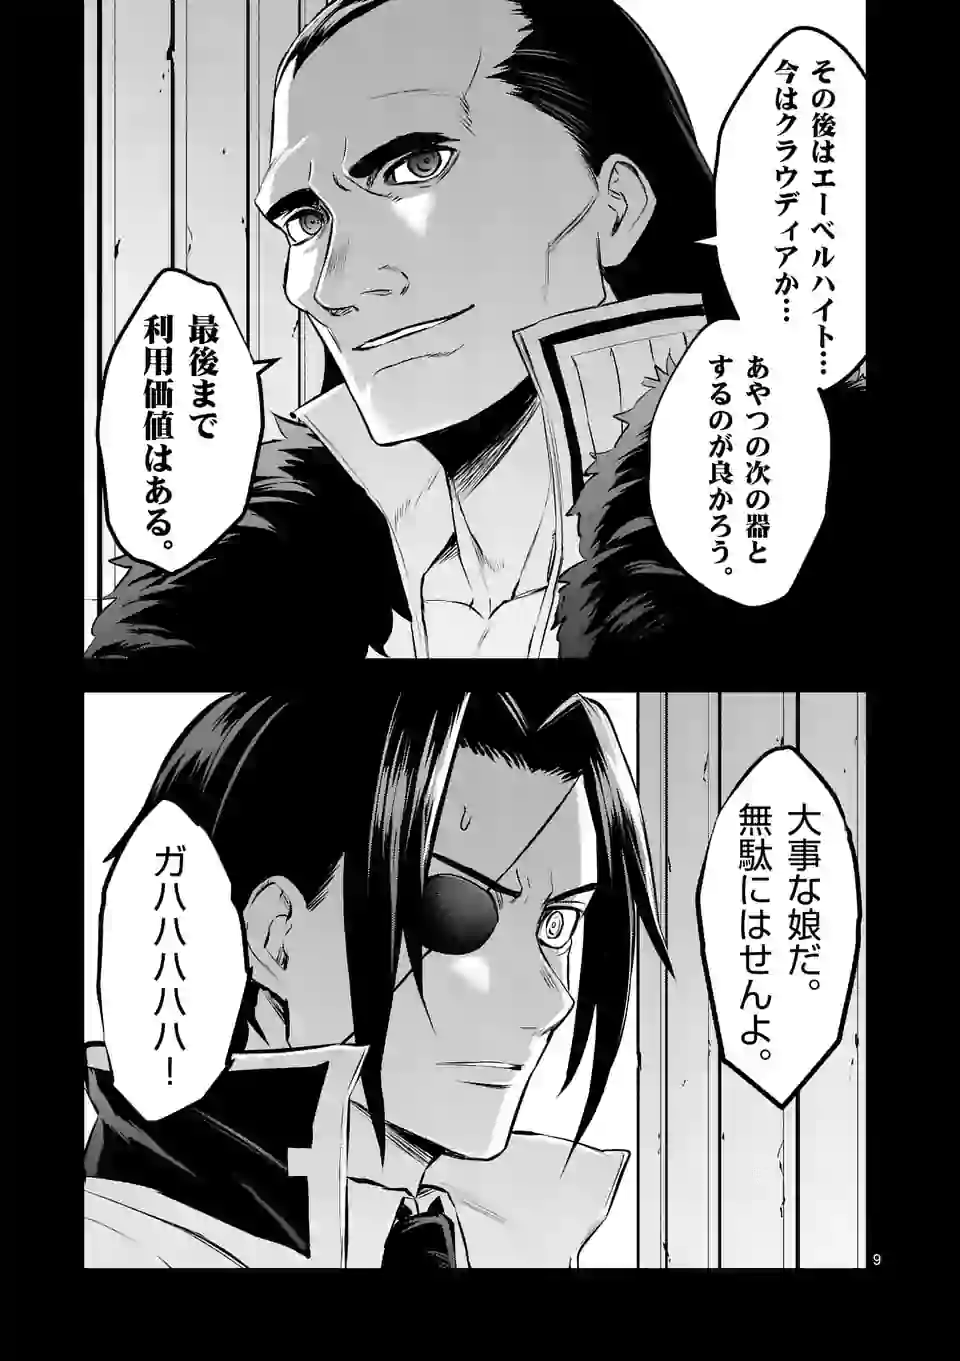 その後はエーベルハイト…
今はクラウディアか…
あやつの次の器と
するのが良かろう。
最後まで
利用価値はある。
大事な娘だ。
無駄にはせんよ。
ガハハハハハ！
9